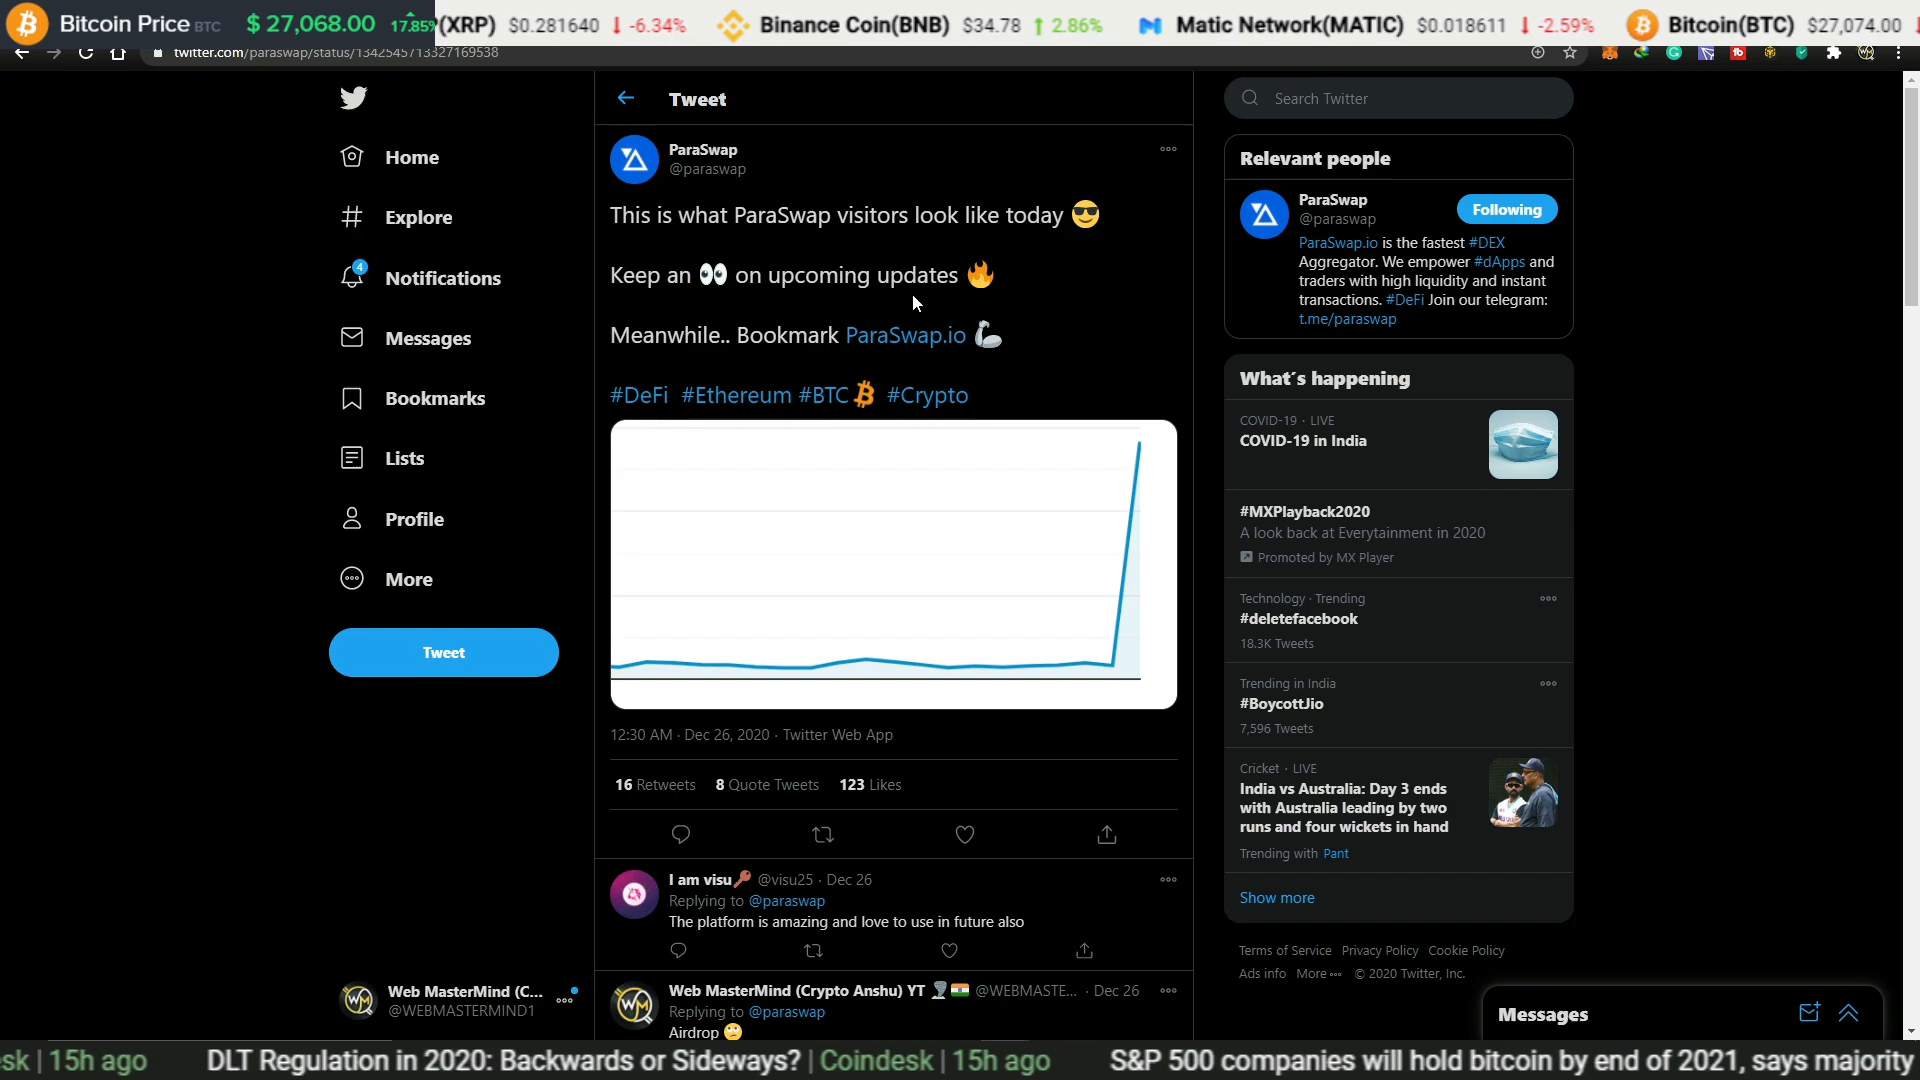 Bitcoin Price BTC $ 27,068.00 17.85% (XRP) $0.281640 -6.34% Binance Coin(BNB) $34.78 2.86% Matic Network(MATIC) $0.018611 -2.59% Bitcoin(BTC) $27,074.00
twitter.com/paraswap/status/1342545713327169538
Home
Explore
4
Notifications
Messages
Bookmarks
Lists
Profile
More
Tweet
Web MasterMind (C...
@WEBMASTERMIND1
Tweet
ParaSwap
@paraswap
This is what ParaSwap visitors look like today 😎
Keep an 👀 on upcoming updates 🔥
Meanwhile.. Bookmark ParaSwap.io 🦾
#DeFi #Ethereum #BTC #Crypto
12:30 AM · Dec 26, 2020 · Twitter Web App
16 Retweets 8 Quote Tweets 123 Likes
I am visu @visu25 · Dec 26
Replying to @paraswap
The platform is amazing and love to use in future also
Web MasterMind (Crypto Anshu) YT @WEBMASTE... · Dec 26
Replying to @paraswap
Airdrop 🙄
Search Twitter
Relevant people
ParaSwap
@paraswap
Following
ParaSwap.io is the fastest #DEX
Aggregator. We empower #dApps and
traders with high liquidity and instant
transactions. #DeFi Join our telegram:
t.me/paraswap
What's happening
COVID-19 · LIVE
COVID-19 in India
#MXPlayback2020
A look back at Everytainment in 2020
Promoted by MX Player
Technology · Trending
#deletefacebook
18.3K Tweets
Trending in India
#BoycottJio
7,596 Tweets
Cricket · LIVE
India vs Australia: Day 3 ends
with Australia leading by two
runs and four wickets in hand
Trending with Pant
Show more
Terms of Service Privacy Policy Cookie Policy
Ads info More © 2020 Twitter, Inc.
Messages
esk | 15h ago DLT Regulation in 2020: Backwards or Sideways? | Coindesk | 15h ago S&P 500 companies will hold bitcoin by end of 2021, says majority